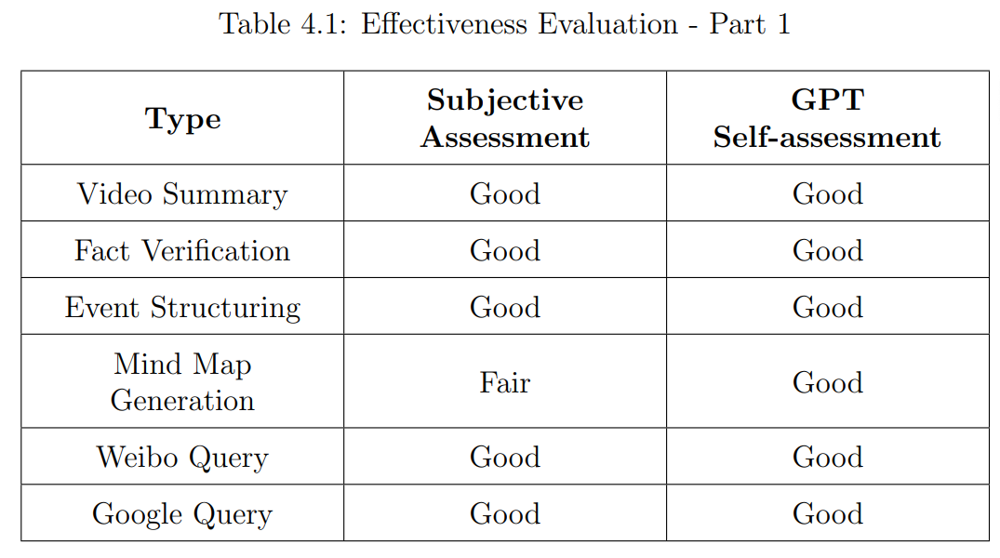 Table 4.1: Effectiveness Evaluation - Part 1
Type
Subjective
Assessment
GPT
Self-assessment
Video Summary
Good
Good
Fact Verification
Good
Good
Event Structuring
Good
Good
Mind Map
Generation
Fair
Good
Weibo Query
Good
Good
Google Query
Good
Good